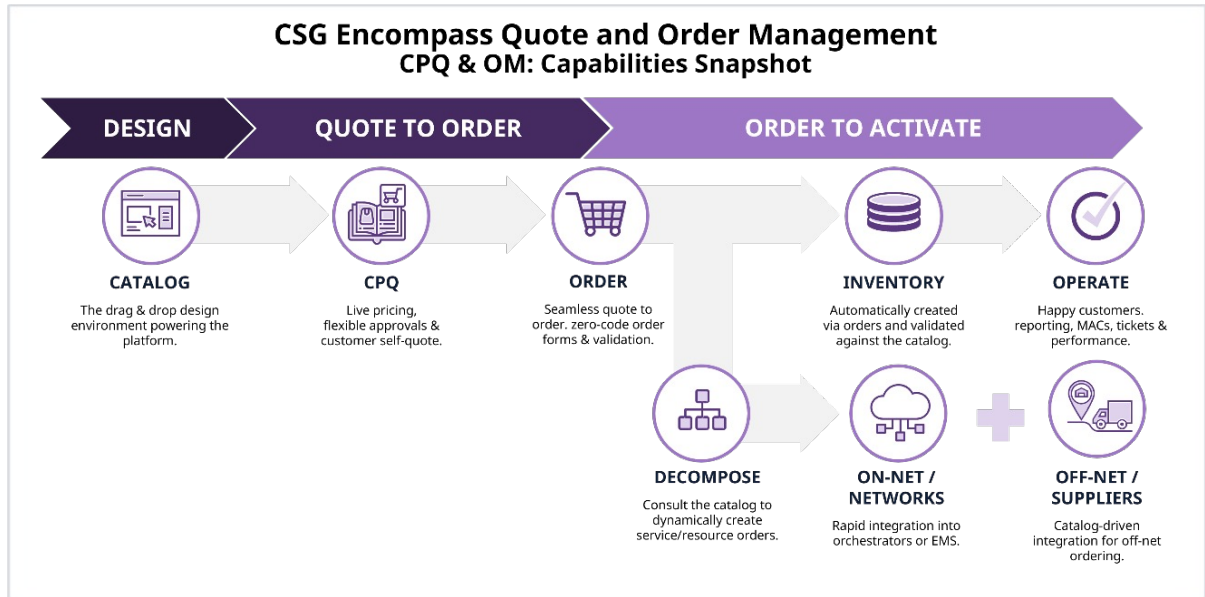 CSG Encompass Quote and Order Management
CPQ & OM: Capabilities Snapshot
DESIGN
QUOTE TO ORDER
ORDER TO ACTIVATE
CATALOG
The drag & drop design
environment powering the
platform.
CPQ
Live pricing,
flexible approvals &
customer self-quote.
ORDER
Seamless quote to
order. zero-code order
forms & validation.
INVENTORY
Automatically created
via orders and validated
against the catalog.
OPERATE
Happy customers.
reporting, MACs, tickets &
performance.
DECOMPOSE
Consult the catalog to
dynamically create
service/resource orders.
ON-NET /
NETWORKS
Rapid integration into
orchestrators or EMS.
OFF-NET /
SUPPLIERS
Catalog-driven
integration for off-net
ordering.